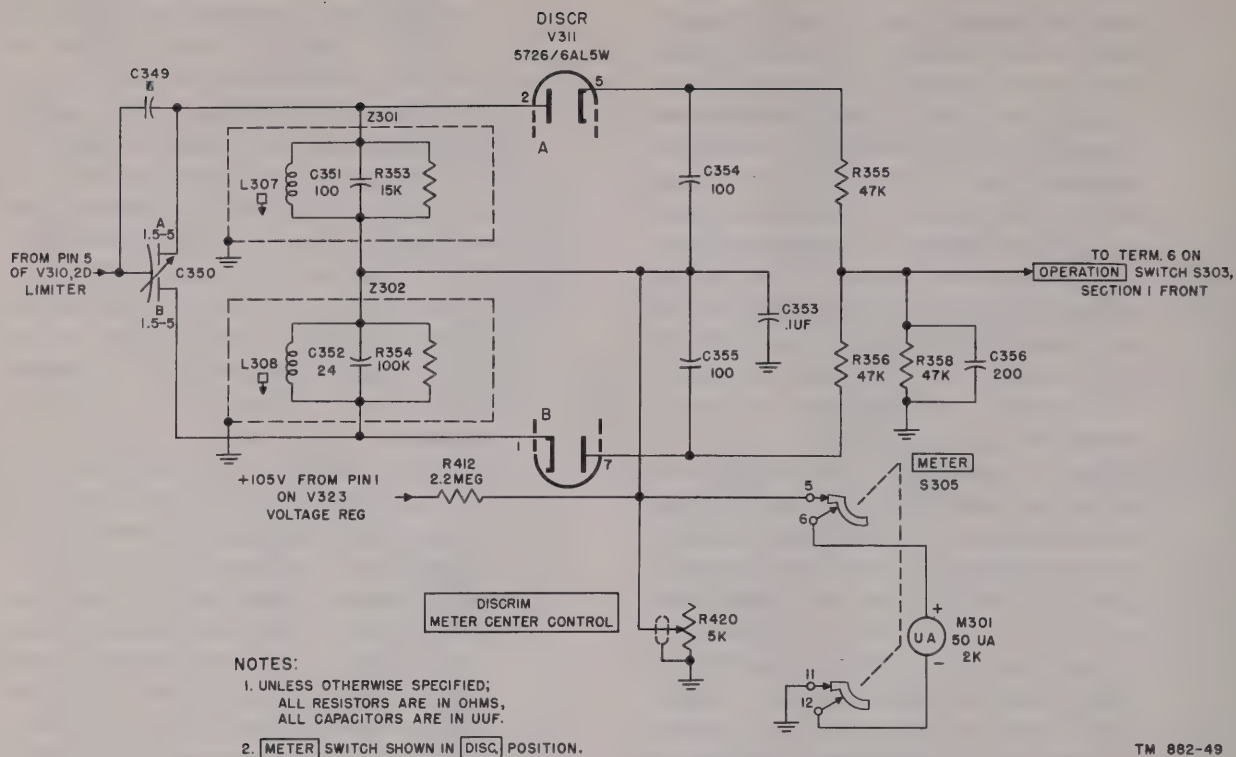 DISCR
V311
5726/6AL5W
C349
2
5
A
Z301
L307
C351
100
R353
15K
C354
100
R355
47K
A
1.5-5
FROM PIN 5
OF V310, 2D
LIMITER
C350
B
1.5-5
TO TERM. 6 ON
OPERATION SWITCH S303,
SECTION 1 FRONT
Z302
L308
C352
24
R354
100K
C353
.1UF
C355
100
R356
47K
R358
47K
C356
200
B
1
7
+105V FROM PIN 1
ON V323
VOLTAGE REG
R412
2.2MEG
METER
S305
5
6
DISCRIM
METER CENTER CONTROL
R420
5K
+
UA
-
M301
50 UA
2K
11
12
NOTES:
1. UNLESS OTHERWISE SPECIFIED;
ALL RESISTORS ARE IN OHMS,
ALL CAPACITORS ARE IN UUF.
2. METER SWITCH SHOWN IN DISC. POSITION.
TM 882-49